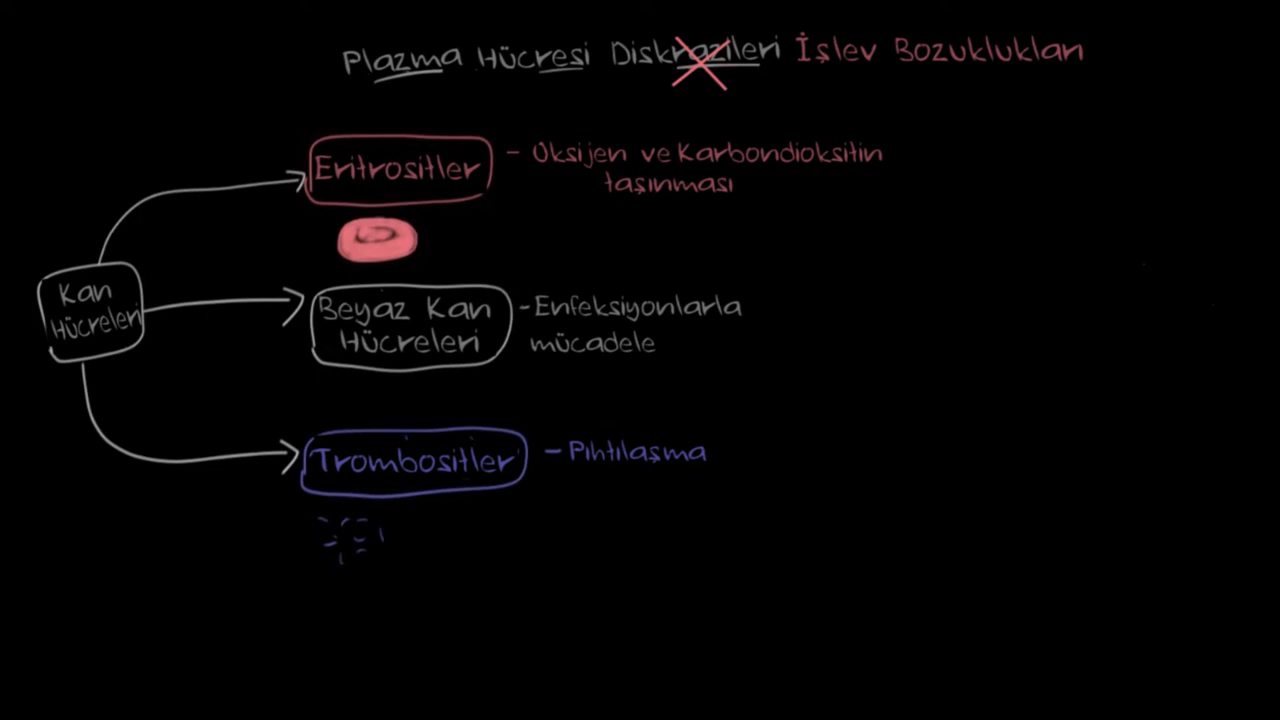 Plazma Hücresi Diskrazileri İşlev Bozuklukları
Eritrositler
- Oksijen ve Karbondioksitin
taşınması
Kan
Hücreleri
Beyaz Kan
Hücreleri
-Enfeksiyonlarla
mücadele
Trombositler
- Pıhtılaşma